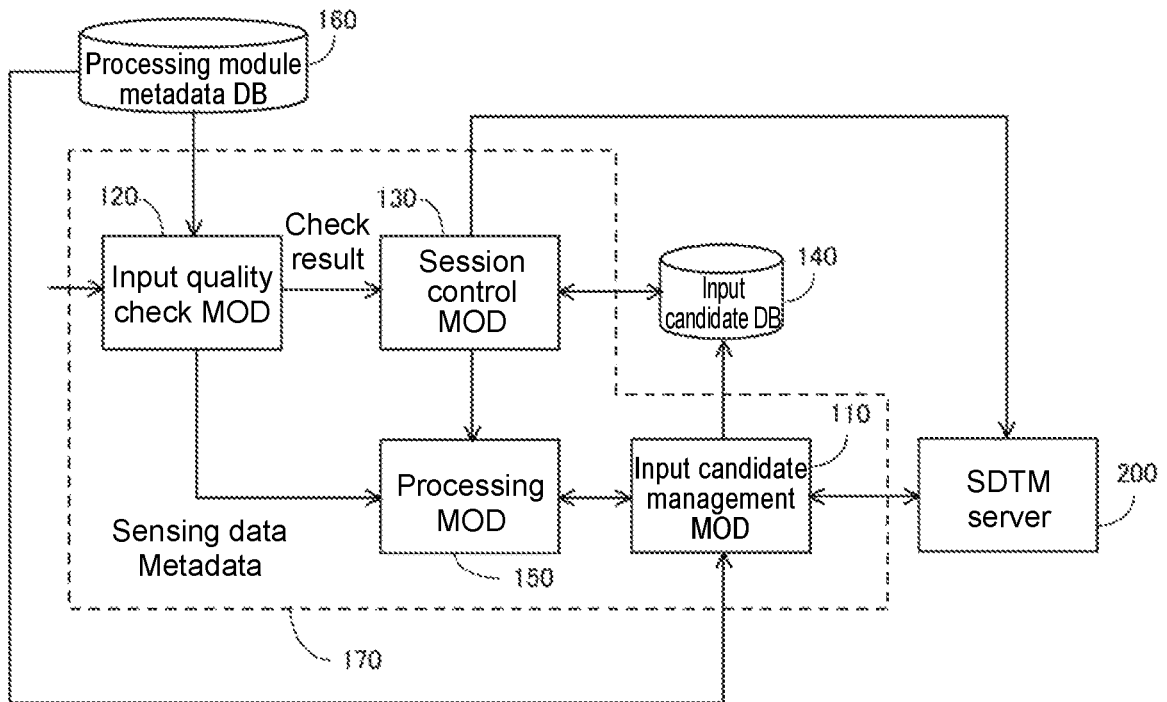 160
Processing module
metadata DB
120
130
Check
result
Input quality
check MOD
Session
control
MOD
140
Input
candidate DB
110
Processing
MOD
Input candidate
management
MOD
SDTM
server
200
Sensing data
Metadata
150
170